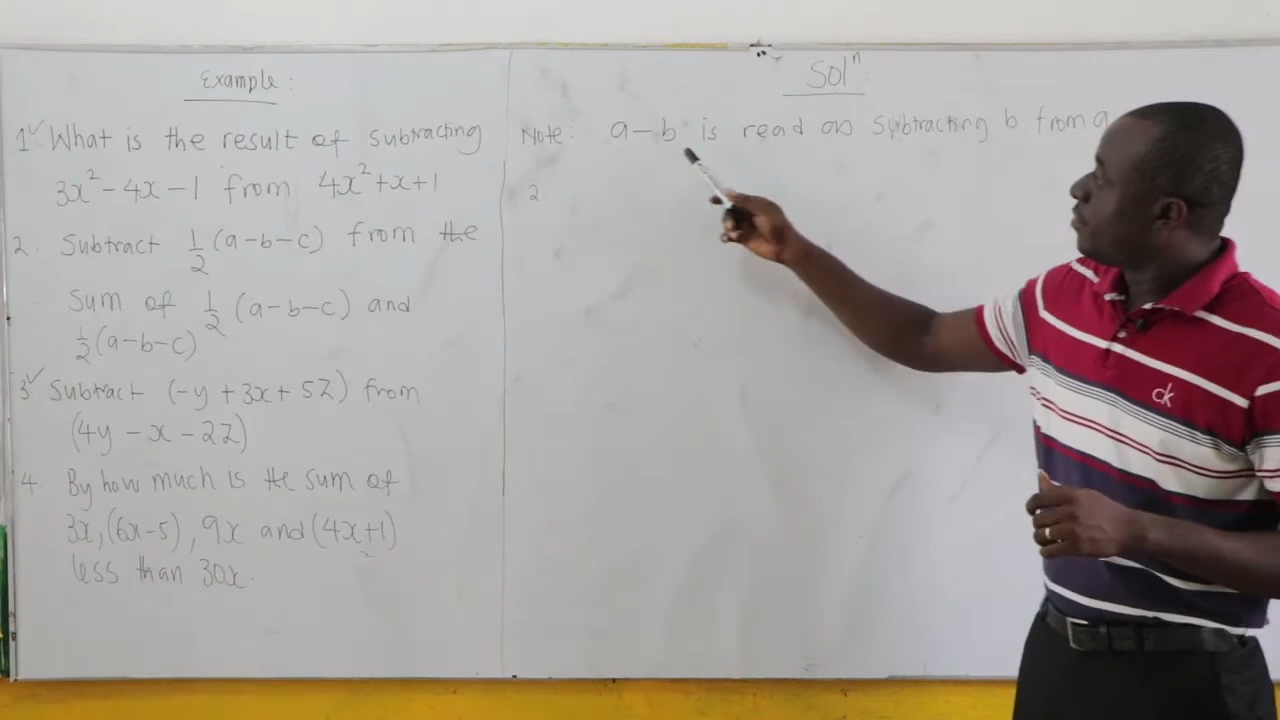 Example:
1 ✓ What is the result of subtracting
3x² - 4x - 1 from 4x² + x + 1
2. Subtract 1/2 (a-b-c) from the
Sum of 1/2 (a-b-c) and
1/2 (a-b-c)
3 ✓ Subtract (-y + 3x + 5Z) from
(4y - x - 2Z)
4 By how much is the sum of
3x, (6x-5), 9x and (4x+1)
less than 30x.
Solⁿ
Note: a - b is read as subtracting b from a
2
ck